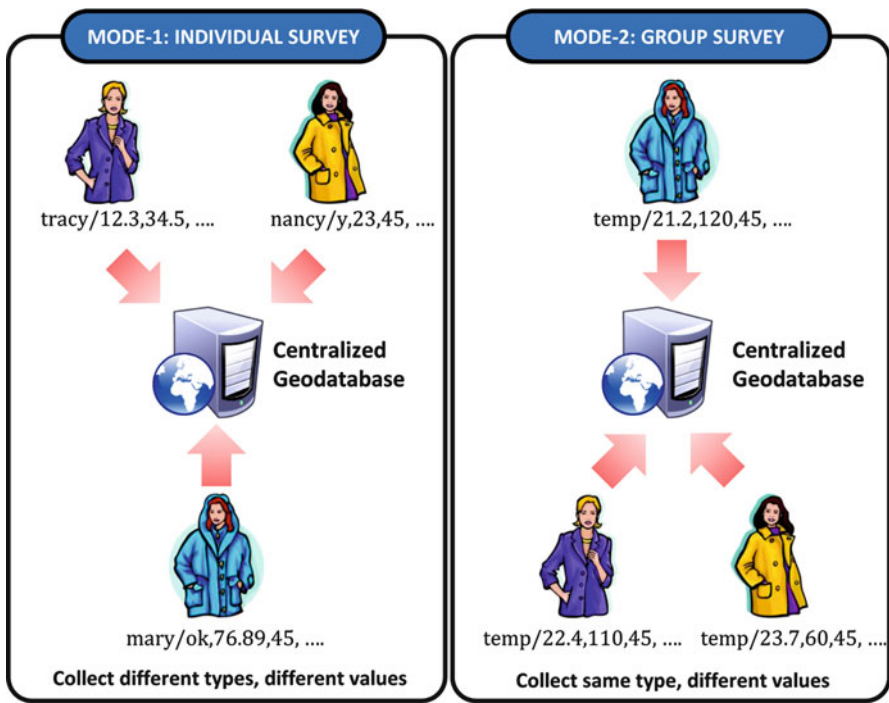 MODE-1: INDIVIDUAL SURVEY
tracy/12.3,34.5, ....
nancy/y,23,45, ....
Centralized
Geodatabase
mary/ok,76.89,45, ....
Collect different types, different values
MODE-2: GROUP SURVEY
temp/21.2,120,45, ....
Centralized
Geodatabase
temp/22.4,110,45, ....
temp/23.7,60,45, ....
Collect same type, different values